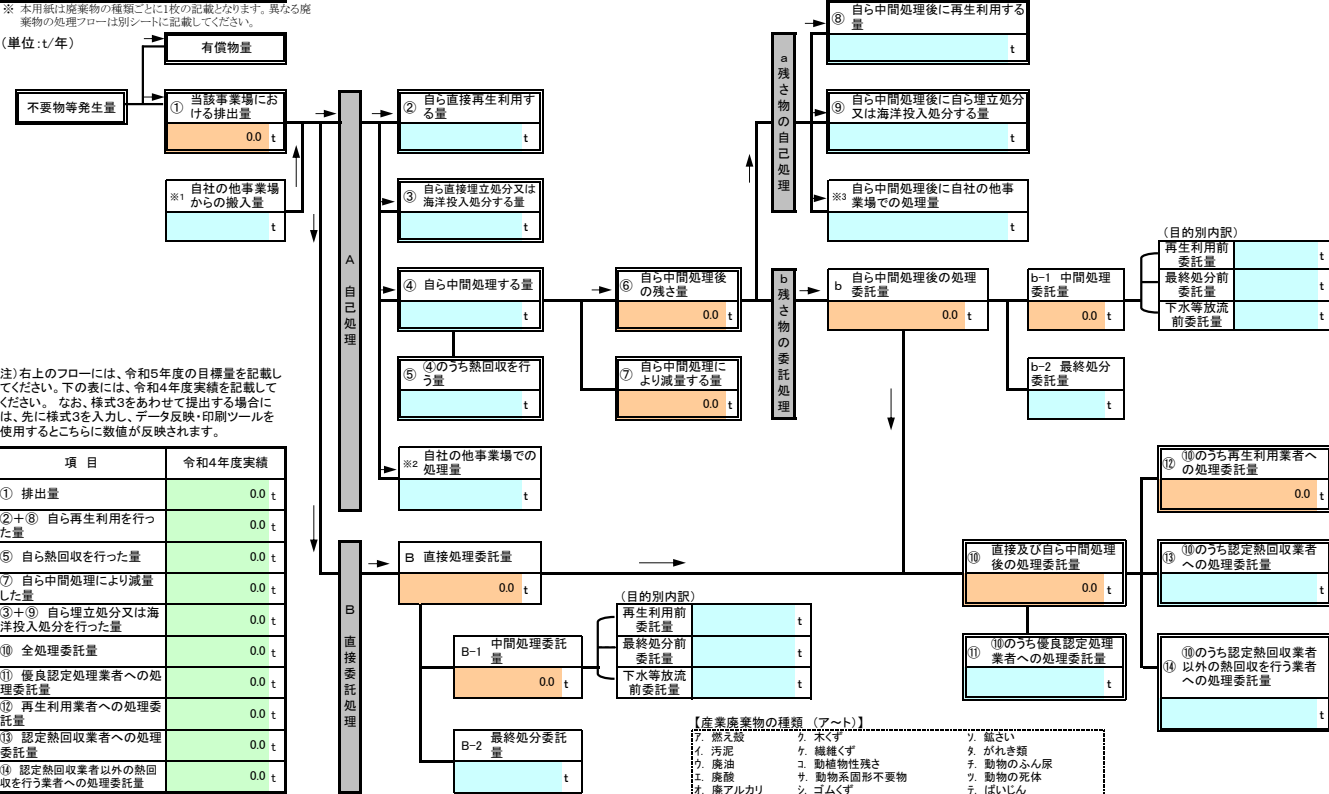 ※ 本用紙は廃棄物の種類ごとに1枚の記載となります。異なる廃
棄物の処理フローは別シートに記載してください。
(単位:t/年)
有償物量
不要物等発生量
① 当該事業場にお
ける排出量
0.0 t
※1 自社の他事業場
からの搬入量
t
A 自己処理
② 自ら直接再生利用す
る量
t
③ 自ら直接埋立処分又は
海洋投入処分する量
t
④ 自ら中間処理する量
t
⑤ ④のうち熱回収を行
う量
t
※2 自社の他事業場での
処理量
t
⑥ 自ら中間処理後
の残さ量
0.0 t
⑦ 自ら中間処理に
より減量する量
0.0 t
a 残さ物の自己処理
⑧ 自ら中間処理後に再生利用する
量
t
⑨ 自ら中間処理後に自ら埋立処分
又は海洋投入処分する量
t
※3 自ら中間処理後に自社の他事
業場での処理量
t
b 残さ物の委託処理
b 自ら中間処理後の処理
委託量
0.0 t
b-1 中間処理
委託量
0.0 t
(目的別内訳)
再生利用前
委託量
t
最終処分前
委託量
t
下水等放流
前委託量
t
b-2 最終処分
委託量
t
注)右上のフローには、令和5年度の目標量を記載し
てください。下の表には、令和4年度実績を記載して
ください。 なお、様式3をあわせて提出する場合に
は、先に様式3を入力し、データ反映・印刷ツールを
使用するとこちらに数値が反映されます。
項 目 令和4年度実績
① 排出量 0.0 t
②+⑧ 自ら再生利用を行っ
た量 0.0 t
⑤ 自ら熱回収を行った量 0.0 t
⑦ 自ら中間処理により減量
した量 0.0 t
③+⑨ 自ら埋立処分又は海
洋投入処分を行った量 0.0 t
⑩ 全処理委託量 0.0 t
⑪ 優良認定処理業者への処
理委託量 0.0 t
⑫ 再生利用業者への処理委
託量 0.0 t
⑬ 認定熱回収業者への処理
委託量 0.0 t
⑭ 認定熱回収業者以外の熱回
収を行う業者への処理委託量 0.0 t
B 直接委託処理
B 直接処理委託量
0.0 t
B-1 中間処理委託
量
0.0 t
B-2 最終処分委託
量
t
(目的別内訳)
再生利用前
委託量
t
最終処分前
委託量
t
下水等放流
前委託量
t
⑩ 直接及び自ら中間処理
後の処理委託量
0.0 t
⑪ ⑩のうち優良認定処理
業者への処理委託量
t
⑫ ⑩のうち再生利用業者へ
の処理委託量
0.0 t
⑬ ⑩のうち認定熱回収業者
への処理委託量
t
⑭ ⑩のうち認定熱回収業者
以外の熱回収を行う業者
への処理委託量
t
【産業廃棄物の種類 (ア~ト)】
ア. 燃え殻 ク. 木くず ソ. 鉱さい
イ. 汚泥 ケ. 繊維くず タ. がれき類
ウ. 廃油 コ. 動植物性残さ チ. 動物のふん尿
エ. 廃酸 サ. 動物系固形不要物 ツ. 動物の死体
オ. 廃アルカリ シ. ゴムくず テ. ばいじん